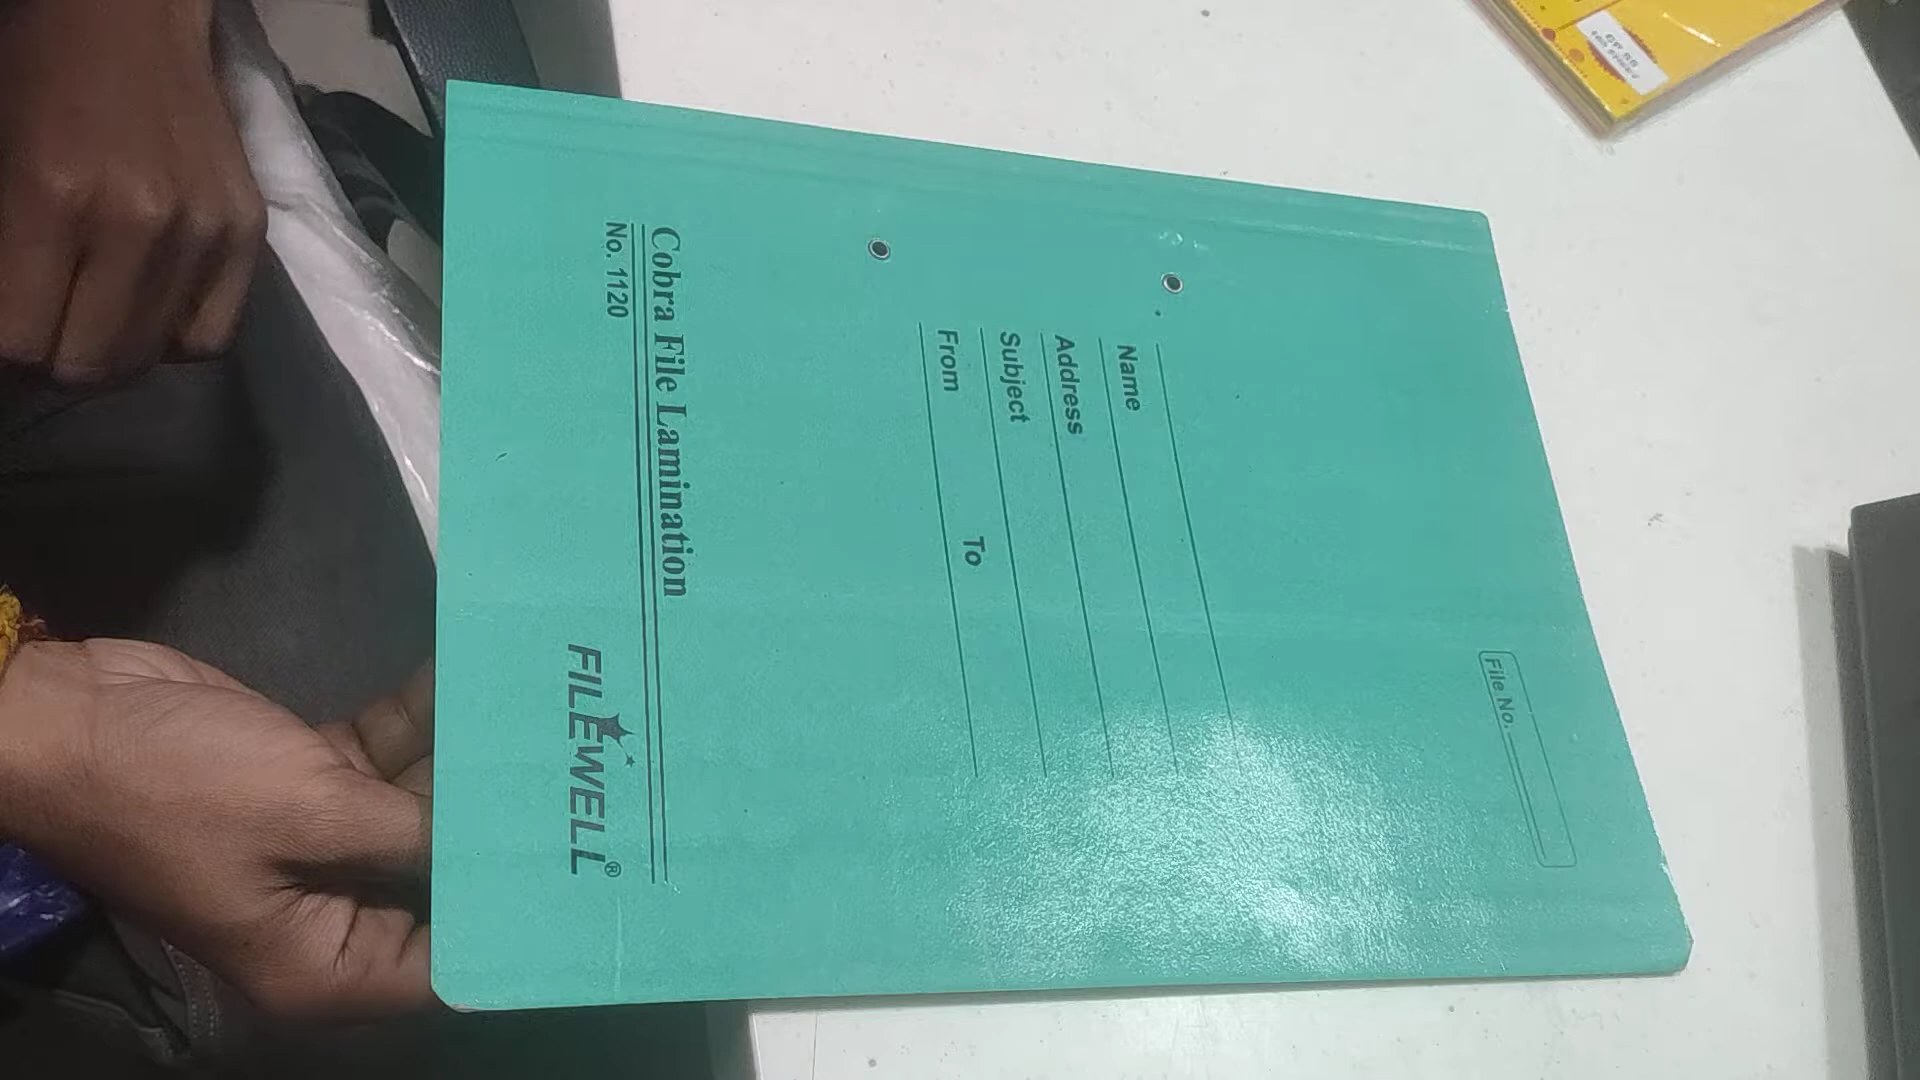 File No.
Name
Address
Subject
From To
Cobra File Lamination
No. 1120
FILEWELL®